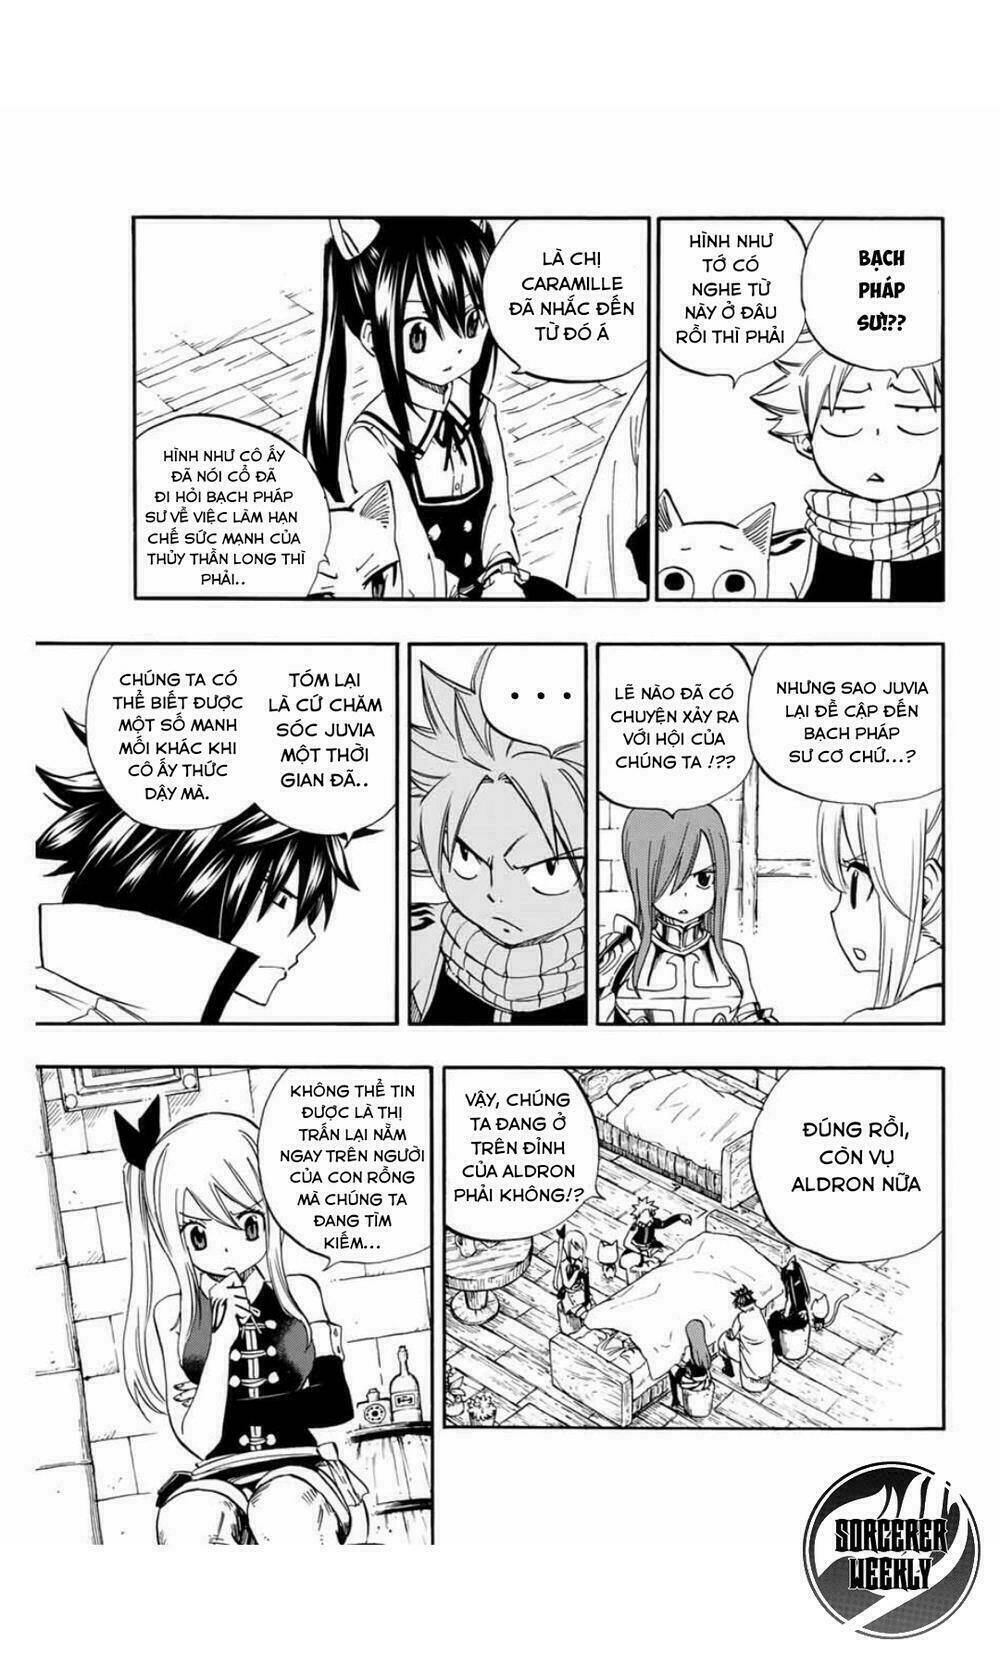 BẠCH
PHÁP
SƯ!??
HÌNH NHƯ
TỚ CÓ
NGHE TỪ
NÀY Ở ĐÂU
RỒI THÌ PHẢI
LÀ CHỊ
CARAMILLE
ĐÃ NHẮC ĐẾN
TỪ ĐÓ Á
HÌNH NHƯ CÔ ẤY
ĐÃ NÓI CỔ ĐÃ
ĐI HỎI BẠCH PHÁP
SƯ VỀ VIỆC LÀM HẠN
CHẾ SỨC MẠNH CỦA
THỦY THẦN LONG THÌ
PHẢI..
NHƯNG SAO JUVIA
LẠI ĐỀ CẬP ĐẾN
BẠCH PHÁP
SƯ CƠ CHỨ...?
LẼ NÀO ĐÃ CÓ
CHUYỆN XẢY RA
VỚI HỘI CỦA
CHÚNG TA !??
...
TÓM LẠI
LÀ CỨ CHĂM
SÓC JUVIA
MỘT THỜI
GIAN ĐÃ..
CHÚNG TA CÓ
THỂ BIẾT ĐƯỢC
MỘT SỐ MANH
MỐI KHÁC KHI
CÔ ẤY THỨC
DẬY MÀ.
ĐÚNG RỒI,
CÒN VỤ
ALDRON NỮA
VẬY, CHÚNG
TA ĐANG Ở
TRÊN ĐỈNH
CỦA ALDRON
PHẢI KHÔNG!?
KHÔNG THỂ TIN
ĐƯỢC LÀ THỊ
TRẤN LẠI NẰM
NGAY TRÊN NGƯỜI
CỦA CON RỒNG
MÀ CHÚNG TA
ĐANG TÌM
KIẾM...
SORCERER
WEEKLY